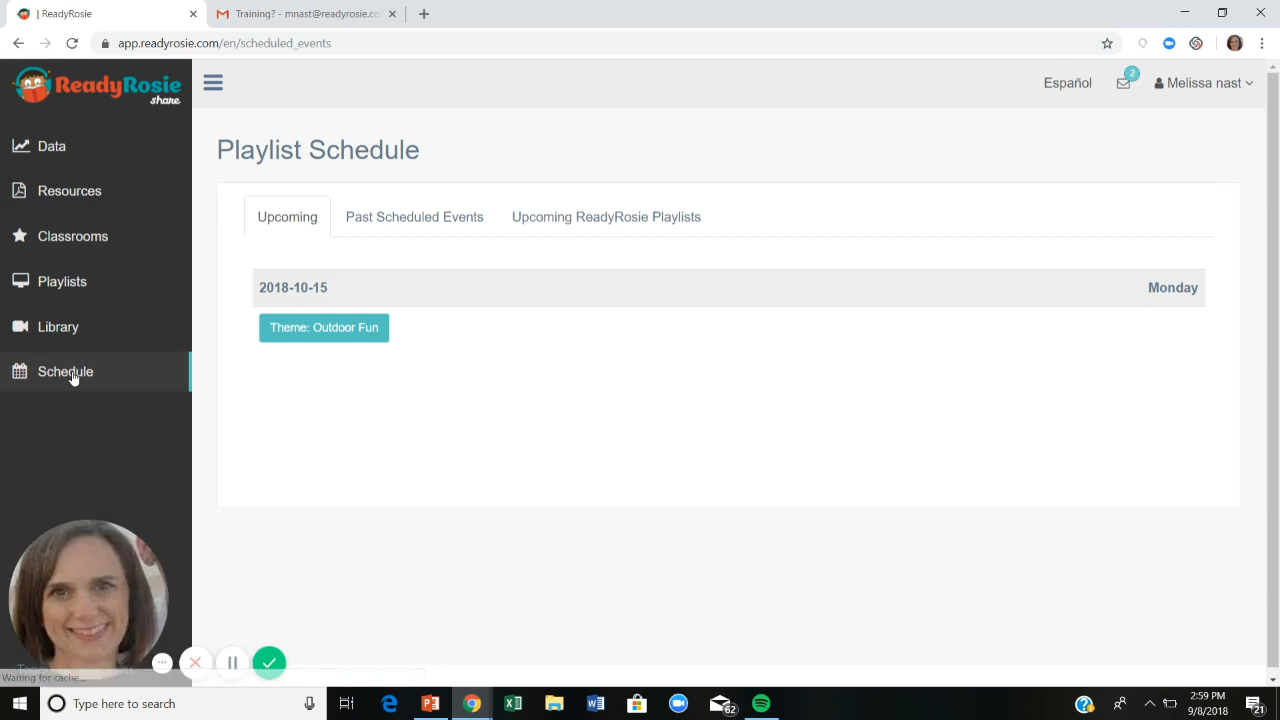 | ReadyRosie
Training? - mnast@readyrosie.co
app.readyrosie.com/en/scheduled_events
ReadyRosie
share
Español
2
Melissa nast
Data
Resources
Classrooms
Playlists
Library
Schedule
Playlist Schedule
Upcoming
Past Scheduled Events
Upcoming ReadyRosie Playlists
2018-10-15
Monday
Theme: Outdoor Fun
Waiting for cache...
Type here to search
62
2:59 PM
9/8/2018
21